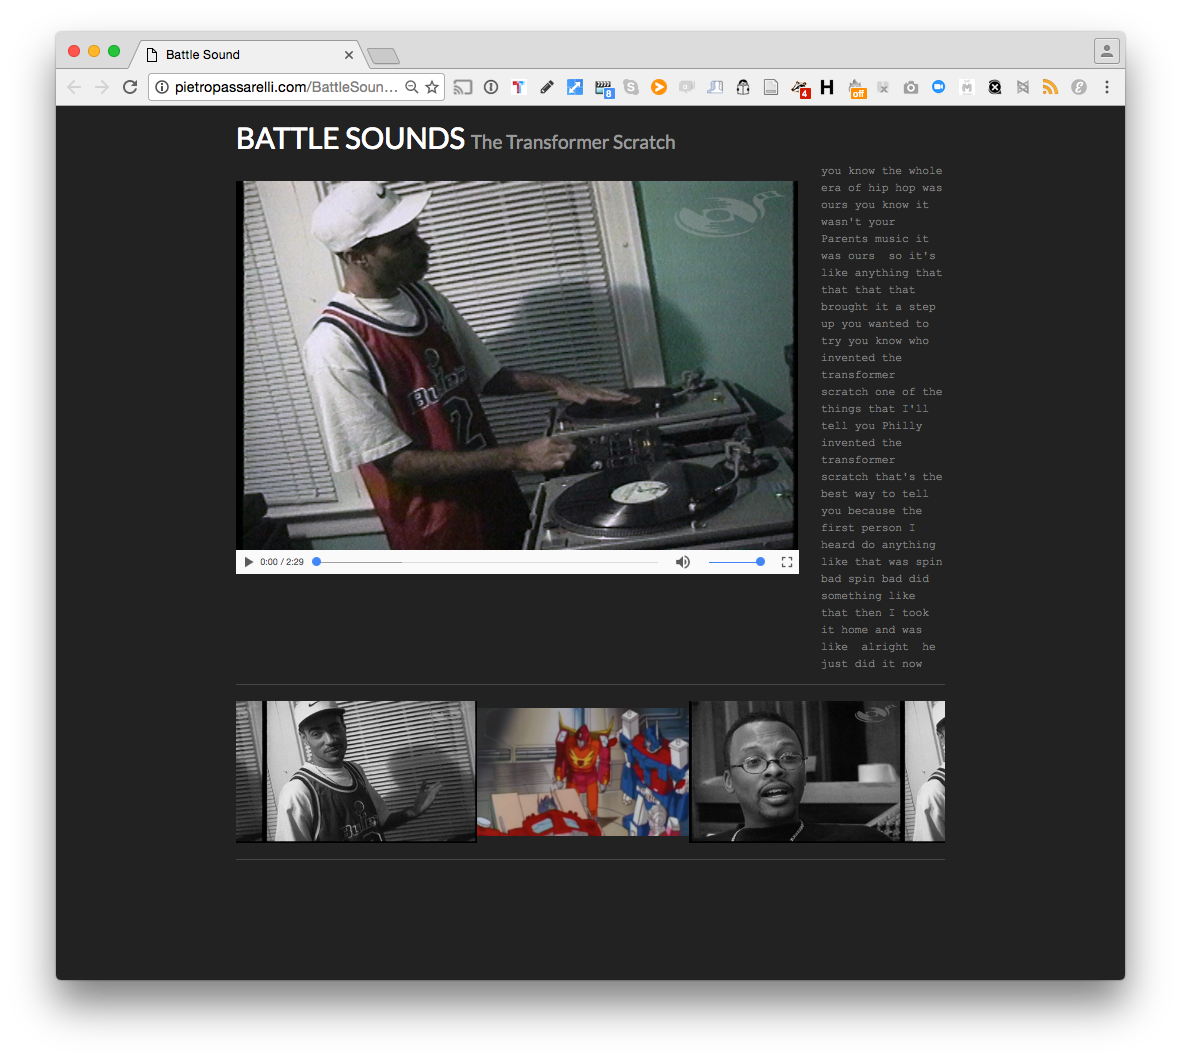 Battle Sound
pietropassarelli.com/BattleSoun...
8
4
H
off
BATTLE SOUNDS The Transformer Scratch
you know the whole
era of hip hop was
ours you know it
wasn't your
Parents music it
was ours  so it's
like anything that
that that that
brought it a step
up you wanted to
try you know who
invented the
transformer
scratch one of the
things that I'll
tell you Philly
invented the
transformer
scratch that's the
best way to tell
you because the
first person I
heard do anything
like that was spin
bad spin bad did
something like
that then I took
it home and was
like  alright  he
just did it now
2
0:00 / 2:29